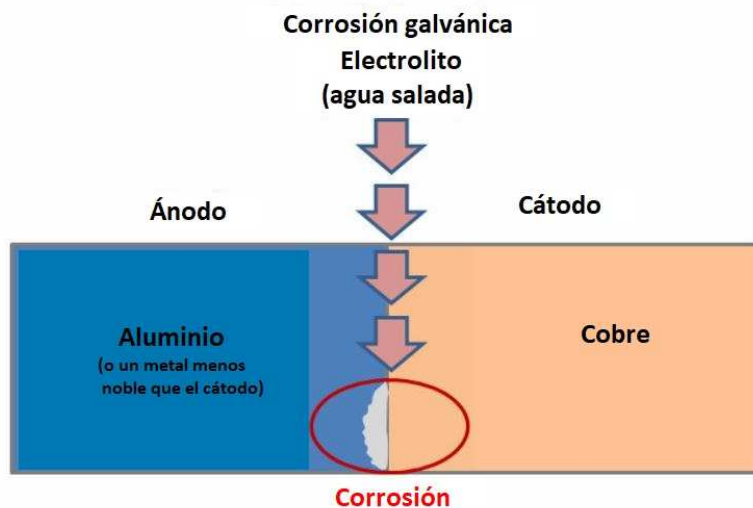 Corrosión galvánica
Electrolito
(agua salada)
Ánodo
Cátodo
Aluminio
(o un metal menos
noble que el cátodo)
Cobre
Corrosión